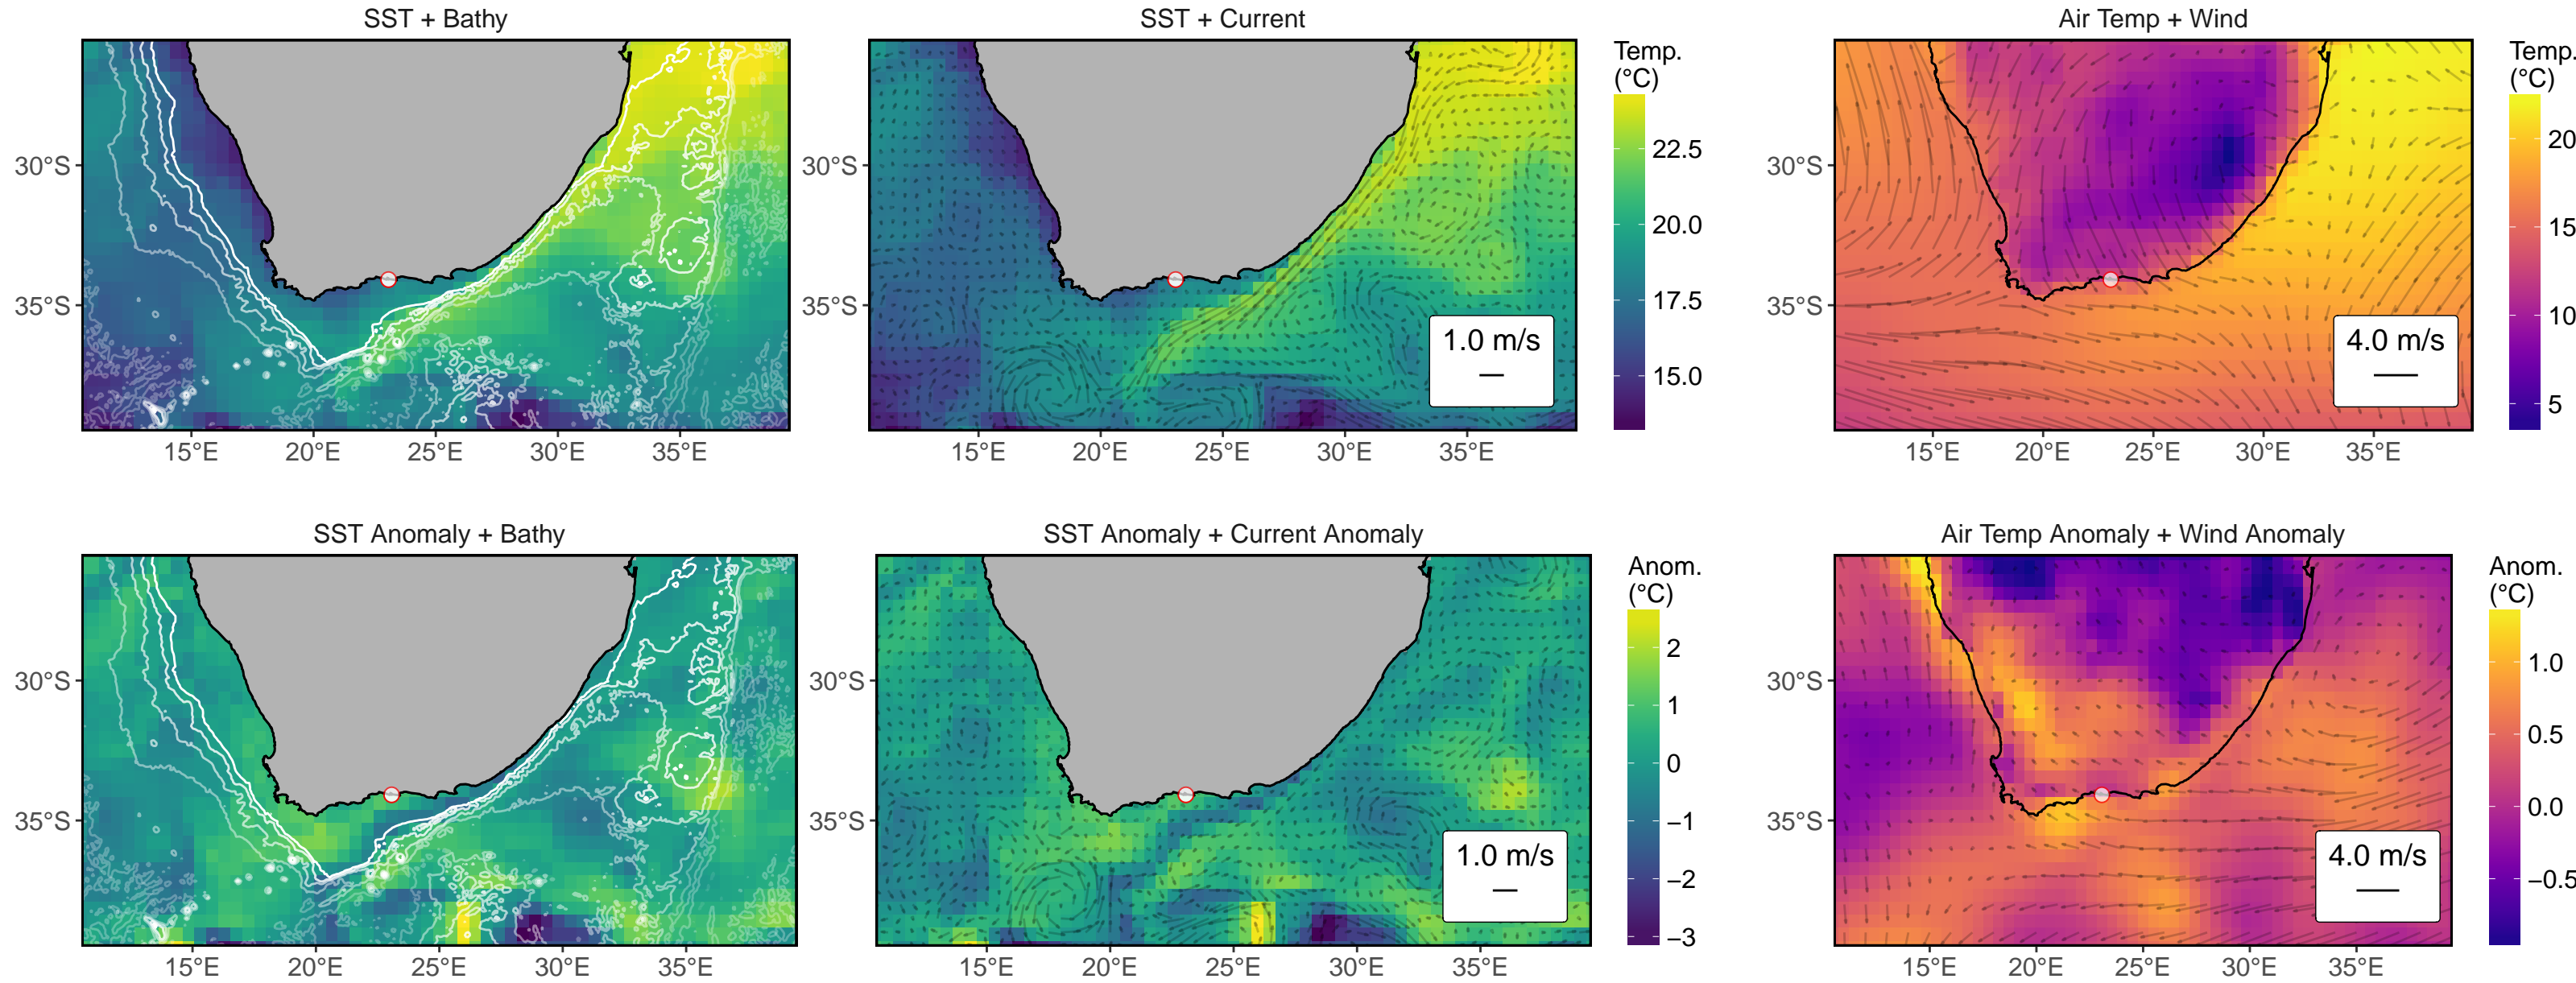 SST + Bathy
SST + Current
Air Temp + Wind
30°S
35°S
15°E 20°E 25°E 30°E 35°E
30°S
35°S
15°E 20°E 25°E 30°E 35°E
1.0 m/s
Temp.
(°C)
22.5
20.0
17.5
15.0
30°S
35°S
15°E 20°E 25°E 30°E 35°E
4.0 m/s
Temp.
(°C)
20
15
10
5
SST Anomaly + Bathy
SST Anomaly + Current Anomaly
Air Temp Anomaly + Wind Anomaly
30°S
35°S
15°E 20°E 25°E 30°E 35°E
30°S
35°S
15°E 20°E 25°E 30°E 35°E
1.0 m/s
Anom.
(°C)
2
1
0
−1
−2
−3
30°S
35°S
15°E 20°E 25°E 30°E 35°E
4.0 m/s
Anom.
(°C)
1.0
0.5
0.0
−0.5